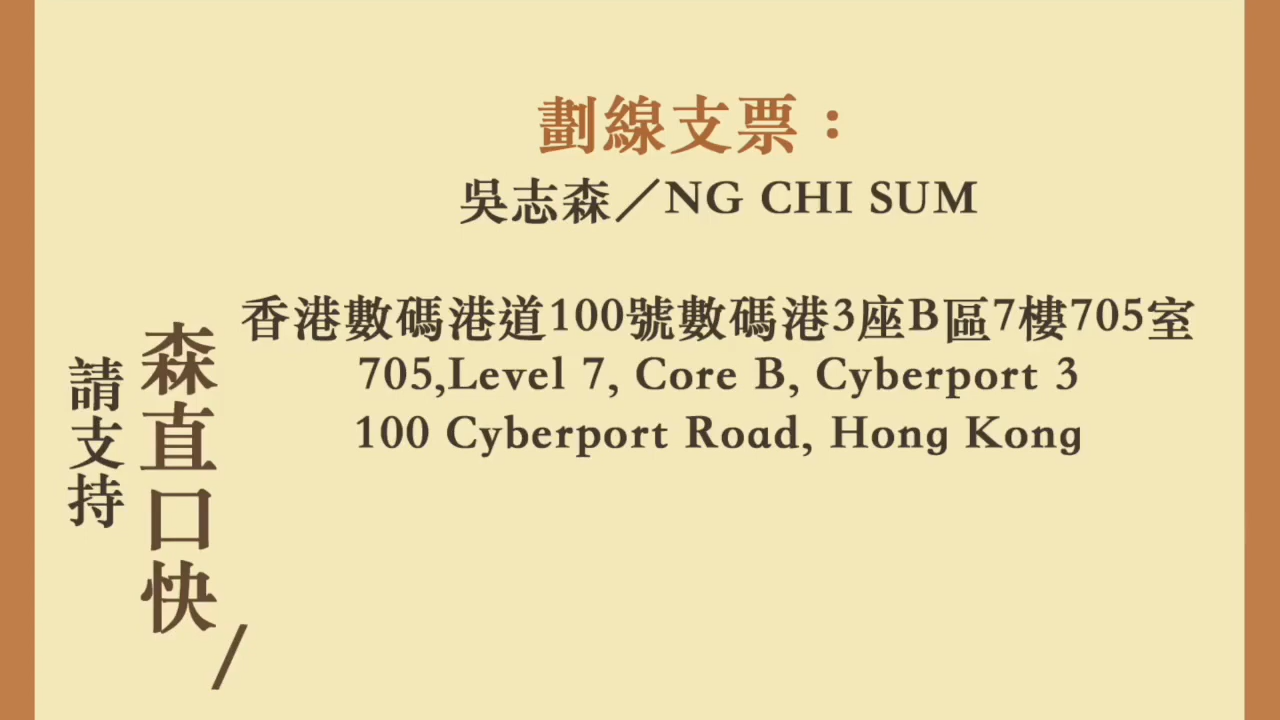 劃線支票：
吳志森／NG CHI SUM
香港數碼港道100號數碼港3座B區7樓705室
705,Level 7, Core B, Cyberport 3
100 Cyberport Road, Hong Kong
請支持
森直口快/